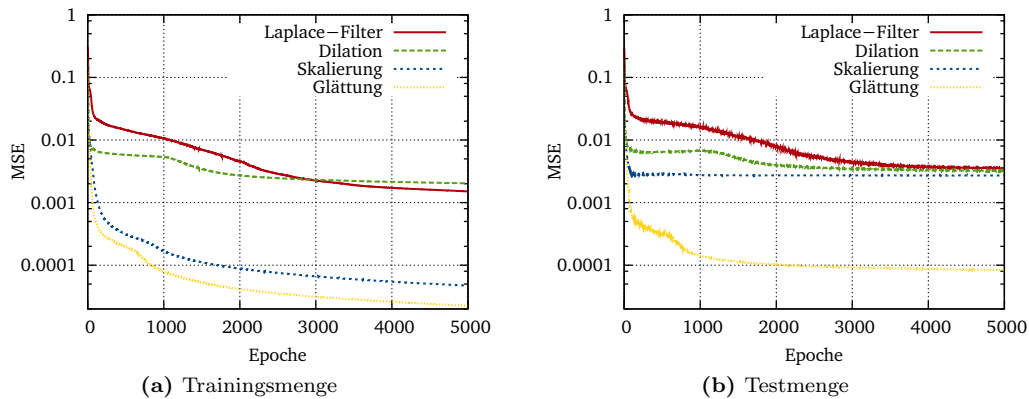 1
0.1
0.01
0.001
0.0001
MSE
Laplace−Filter
Dilation
Skalierung
Glättung
0 1000 2000 3000 4000 5000
Epoche
(a) Trainingsmenge
1
0.1
0.01
0.001
0.0001
MSE
Laplace−Filter
Dilation
Skalierung
Glättung
0 1000 2000 3000 4000 5000
Epoche
(b) Testmenge